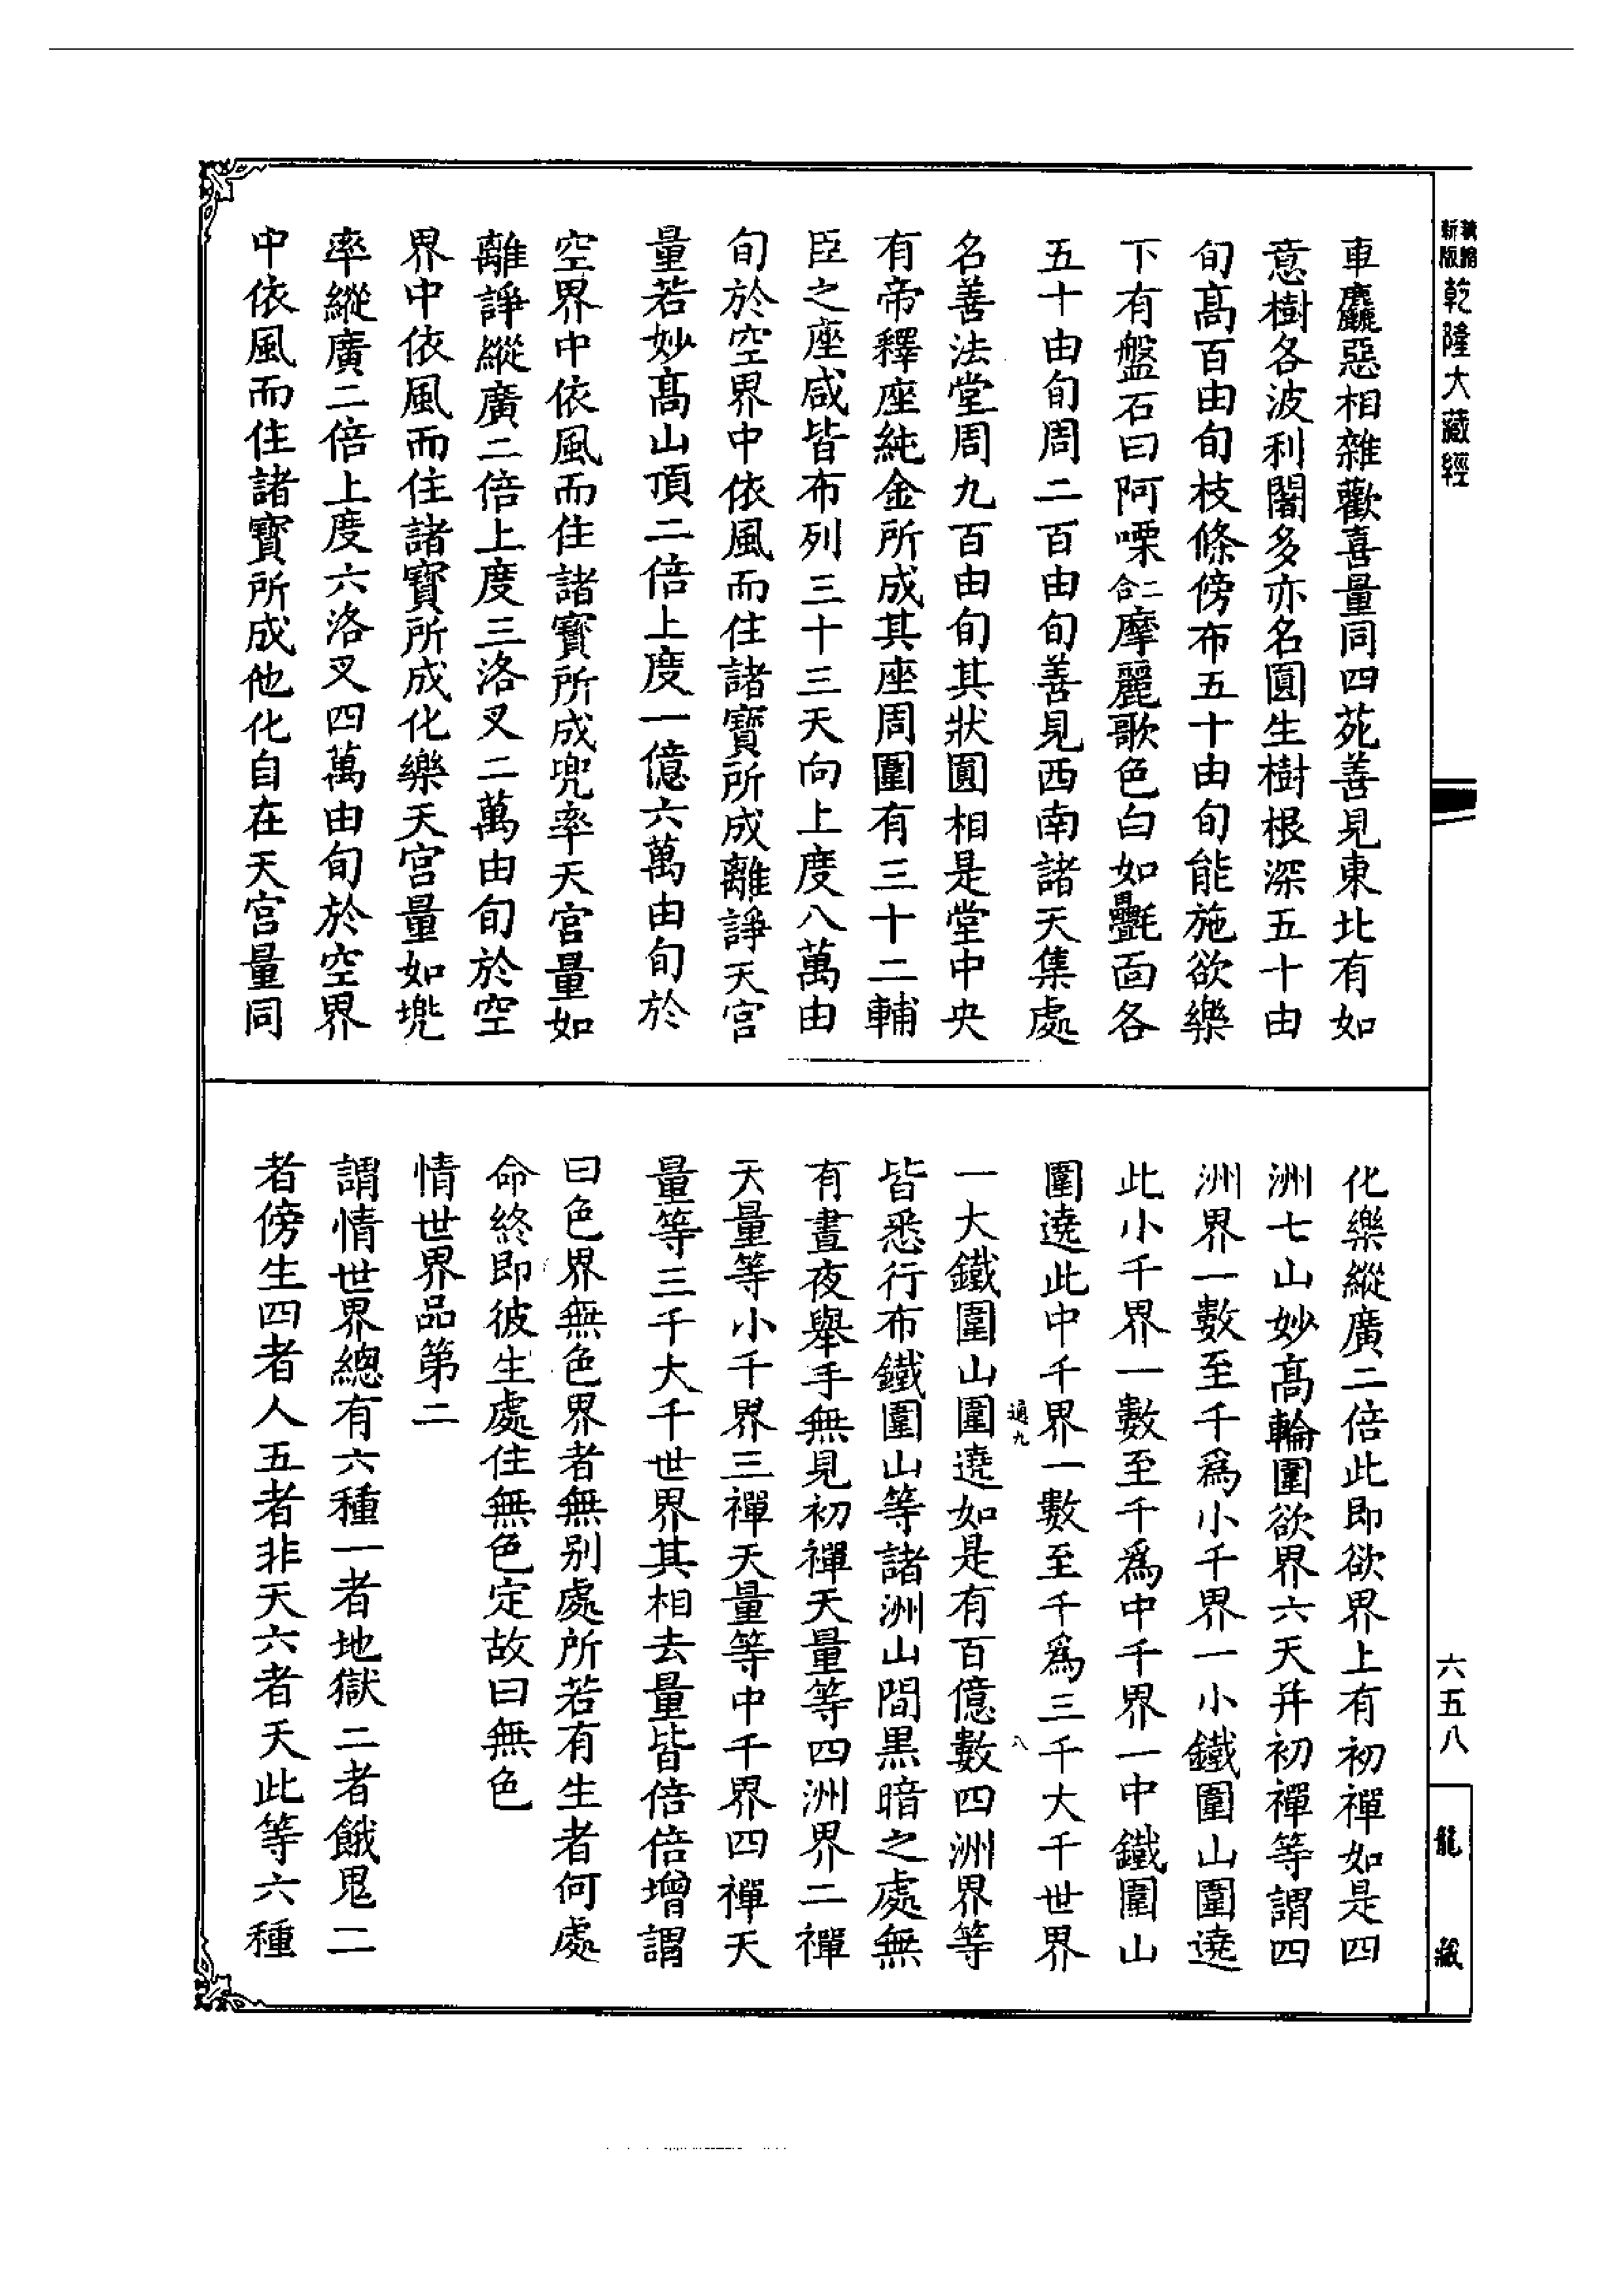 新版
乾隆大藏經
車麤惡相雜歡喜量同四苑善見東北有如
意樹各波利闍多亦名圓生樹根深五十由
旬髙百由旬枝條傍布五十由旬能施欲樂
下有盤石曰阿㗚二合摩麗歌色白如㲲面各
五十由旬周二百由旬善見西南諸天集處
名善法堂周九百由旬其狀圓相是堂中央
有帝釋座純金所成其座周圍有三十二輔
臣之座咸皆布列三十三天向上度八萬由
旬於空界中依風而住諸寶所成離諍天宮
量若妙髙山頂二倍上度一億六萬由旬於
空界中依風而住諸寶所成兜率天宮量如
離諍縱廣二倍上度三洛叉二萬由旬於空
界中依風而住諸寶所成化樂天宮量如兠
率縱廣二倍上度六洛叉四萬由旬於空界
中依風而住諸寶所成他化自在天宮量同
化樂縱廣二倍此即欲界上有初禪如是四
洲七山妙髙輪圍欲界六天并初禪等謂四
洲界一數至千爲小千界一小鐵圍山圍遶
此小千界一數至千爲中千界一中鐵圍山
圍遶此中千界一數至千爲三千大千世界
通九
八
一大鐵圍山圍遶如是有百億數四洲界等
皆悉行布鐵圍山等諸洲山間黒暗之處無
有晝夜舉手無見初禪天量等四洲界二禪
天量等小千界三禪天量等中千界四禪天
量等三千大千世界其相去量皆倍倍增謂
曰色界無色界者無别處所若有生者何處
命終即彼生處住無色定故曰無色
情世界品第二
謂情世界總有六種一者地獄二者餓鬼二
者傍生四者人五者非天六者天此等六種
六五八
龍藏